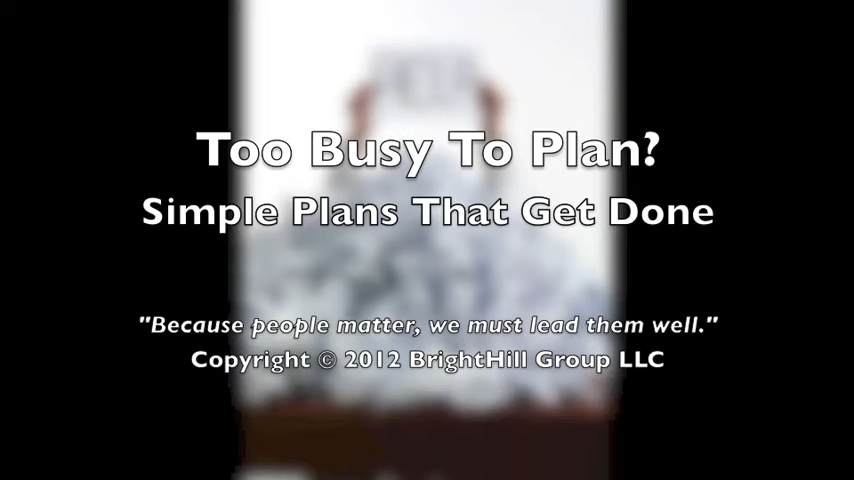 Too Busy To Plan?
Simple Plans That Get Done
"Because people matter, we must lead them well."
Copyright © 2012 BrightHill Group LLC